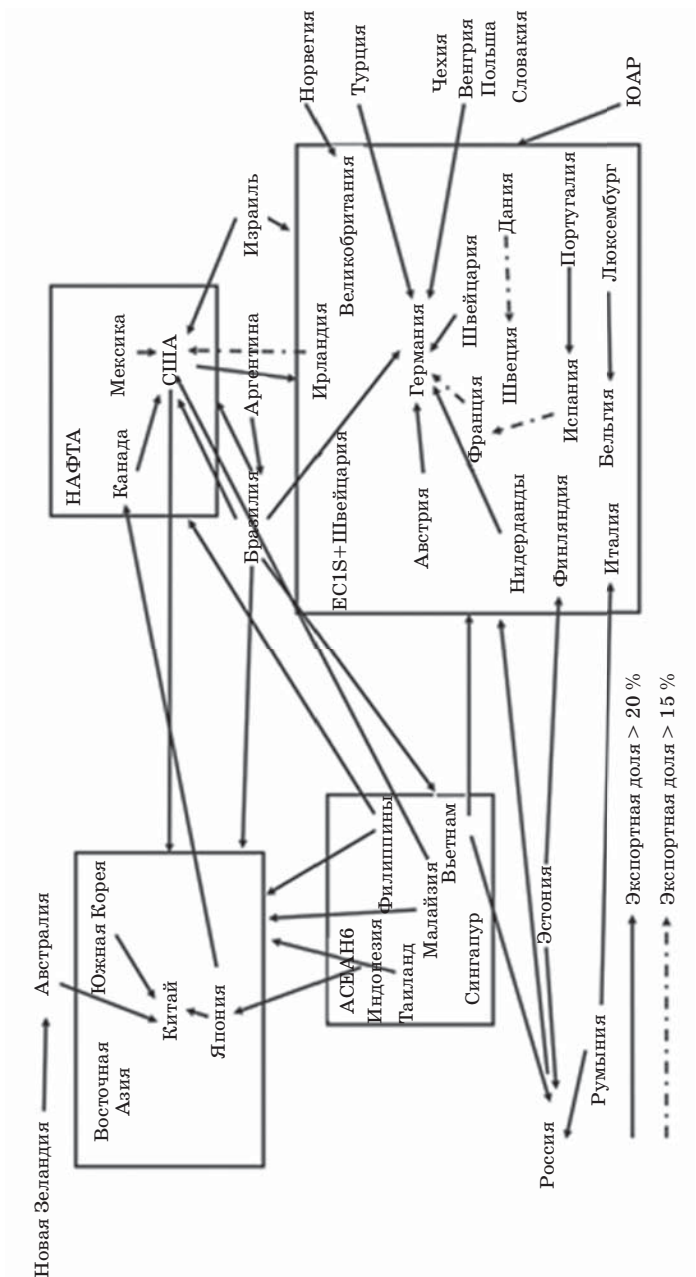 Новая Зеландия
Австралия
Восточная
Азия
Южная Корея
Китай
Япония
НАФТА
Канада
Мексика
США
Бразилия
Аргентина
Израиль
АСЕАН6
Индонезия
Филиппины
Таиланд
Малайзия
Вьетнам
Сингапур
ЕС1S+Швейцария
Ирландия
Великобритания
Австрия
Германия
Франция
Швейцария
Нидерданды
Швеция
Дания
Финляндия
Испания
Португалия
Италия
Бельгия
Люксембург
Норвегия
Турция
Чехия
Венгрия
Польша
Словакия
ЮАР
Россия
Эстония
Румыния
Экспортная доля > 20 %
Экспортная доля > 15 %